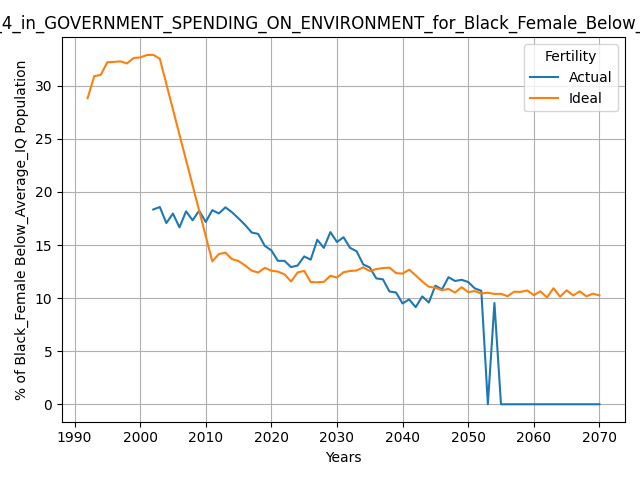 _4_in_GOVERNMENT_SPENDING_ON_ENVIRONMENT_for_Black_Female_Below_
Fertility
Actual
Ideal
% of Black_Female Below_Average_IQ Population
30
25
20
15
10
5
0
1990 2000 2010 2020 2030 2040 2050 2060 2070
Years